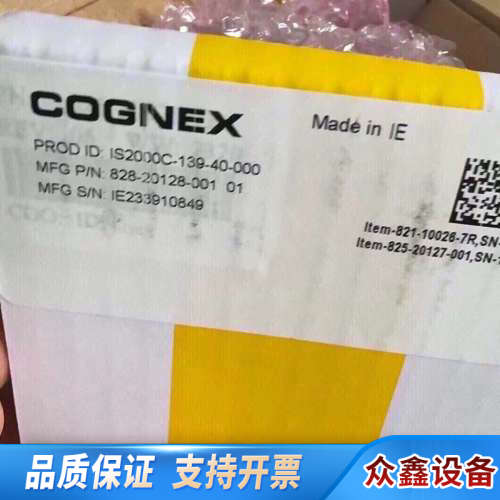 COGNEX
Made in IE
PROD ID: IS2000C-139-40-000
MFG P/N: 828-20128-001 01
MFG S/N: IE233910849
Item-821-10026-7R,SN-
Item-825-20127-001,SN-1
品质保证 支持开票
众鑫设备